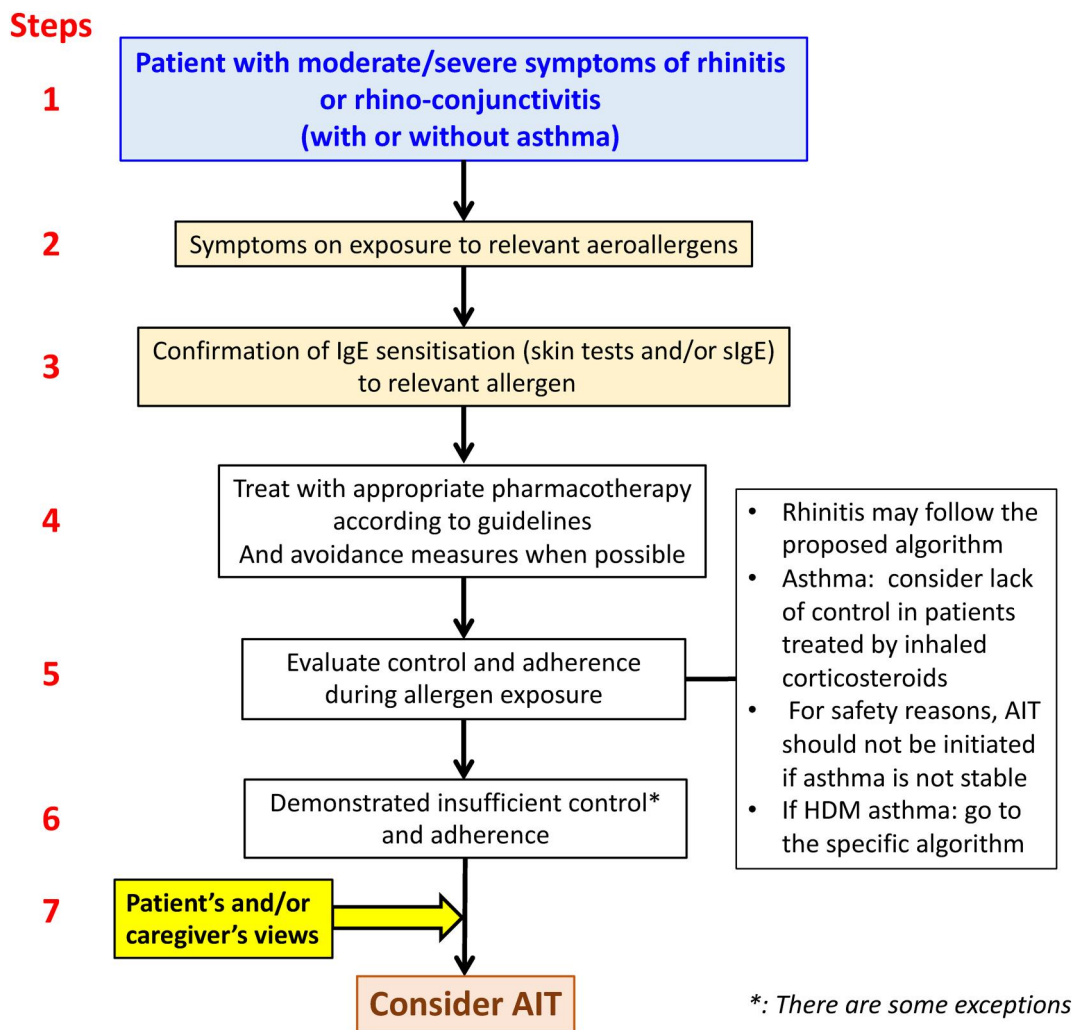 Steps
1
Patient with moderate/severe symptoms of rhinitis
or rhino-conjunctivitis
(with or without asthma)
2
Symptoms on exposure to relevant aeroallergens
3
Confirmation of IgE sensitisation (skin tests and/or sIgE)
to relevant allergen
4
Treat with appropriate pharmacotherapy
according to guidelines
And avoidance measures when possible
5
Evaluate control and adherence
during allergen exposure
• Rhinitis may follow the
proposed algorithm
• Asthma: consider lack
of control in patients
treated by inhaled
corticosteroids
• For safety reasons, AIT
should not be initiated
if asthma is not stable
• If HDM asthma: go to
the specific algorithm
6
Demonstrated insufficient control*
and adherence
7
Patient's and/or
caregiver's views
Consider AIT
*: There are some exceptions